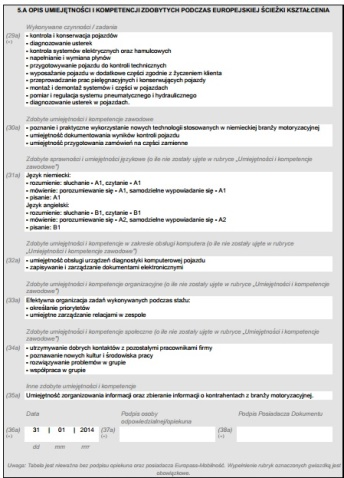 5.A OPIS UMIEJĘTNOŚCI I KOMPETENCJI ZDOBYTYCH PODCZAS EUROPEJSKIEJ ŚCIEŻKI KSZTAŁCENIA
Wykonywane czynności / zadania
(29a)
(*)
• kontrola i konserwacja pojazdów
• diagnozowanie usterek
• kontrola systemów elektrycznych oraz hamulcowych
• napełnianie i wymiana płynów
• przygotowywanie pojazdu do kontroli technicznych
• wyposażanie pojazdu w dodatkowe części zgodnie z życzeniem klienta
• przeprowadzanie prac pielęgnacyjnych i konserwujących pojazdy
• montaż i demontaż systemów i części w pojazdach
• pomiar i regulacja systemu pneumatycznego i hydraulicznego
• diagnozowanie usterek w pojazdach.
Zdobyte umiejętności i kompetencje zawodowe
(30a)
• poznanie i praktyczne wykorzystanie nowych technologii stosowanych w niemieckiej branży motoryzacyjnej
• umiejętność dokumentowania wyników kontroli pojazdu
• umiejętność przygotowania zamówień na części zamienne
Zdobyte sprawności i umiejętności językowe (o ile nie zostały ujęte w rubryce „Umiejętności i kompetencje zawodowe")
(31a)
Język niemiecki:
• rozumienie: słuchanie - A1, czytanie - A1
• mówienie: porozumiewanie się - A1, samodzielne wypowiadanie się - A1
• pisanie: A1
Język angielski:
• rozumienie: słuchanie - B1, czytanie - B1
• mówienie: porozumiewanie się - A2, samodzielne wypowiadanie się - A2
• pisanie: B1
Zdobyte umiejętności i kompetencje w zakresie obsługi komputera (o ile nie zostały ujęte w rubryce
„Umiejętności i kompetencje zawodowe")
(32a)
• umiejętność obsługi urządzeń diagnostyki komputerowej pojazdu
• zapisywanie i zarządzanie dokumentami elektronicznymi
Zdobyte umiejętności i kompetencje organizacyjne (o ile nie zostały ujęte w rubryce „Umiejętności i kompetencje
zawodowe")
(33a)
Efektywna organizacja zadań wykonywanych podczas stażu:
• określanie priorytetów
• umiejętne zarządzanie relacjami w zespole
Zdobyte umiejętności i kompetencje społeczne (o ile nie zostały ujęte w rubryce „Umiejętności i kompetencje
zawodowe")
(34a)
• utrzymywanie dobrych kontaktów z pozostałymi pracownikami firmy
• poznawanie nowych kultur i środowiska pracy
• rozwiązywanie problemów w grupie
• współpraca w grupie
Inne zdobyte umiejętności i kompetencje
(35a)
Umiejętność zorganizowania informacji oraz zbieranie informacji o kontrahentach z branży motoryzacyjnej.
Data
Podpis osoby odpowiedzialnej/opiekuna
Podpis Posiadacza Dokumentu
(36a)
(*)
31 | 01 | 2014
(37a)
(*)
(38a)
(*)
dd mm rrrr
Uwaga: Tabela jest nieważna bez podpisu opiekuna oraz posiadacza Europass-Mobilność. Wypełnienie rubryk oznaczonych gwiazdką jest
obowiązkowe.